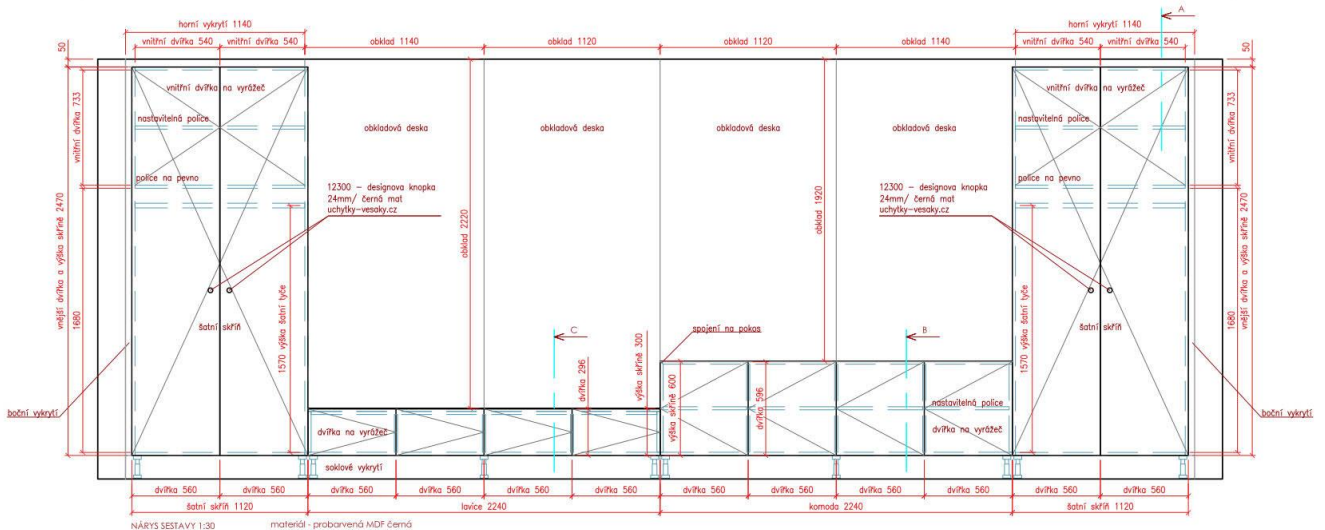 horní vykrytí 1140
vnitřní dvířka 540
vnitřní dvířka 540
obklad 1140
obklad 1120
obklad 1120
obklad 1140
horní vykrytí 1140
vnitřní dvířka 540
vnitřní dvířka 540
A
50
50
vnitřní dvířka na vyrážeč
nastavitelná police
police na pevno
vnitřní dvířka 733
vnější dvířka a výška skříně 2470
1680
1570 výška šatní tyče
šatní skříň
boční vykrytí
12300 - designova knopka
24mm/ černá mat
uchytky-vesaky.cz
obkladová deska
obkladová deska
obkladová deska
obkladová deska
obklad 2220
obklad 1920
12300 - designova knopka
24mm/ černá mat
uchytky-vesaky.cz
vnitřní dvířka na vyrážeč
nastavitelná police
police na pevno
vnitřní dvířka 733
vnější dvířka a výška skříně 2470
1680
1570 výška šatní tyče
šatní skříň
boční vykrytí
C
spojení na pokos
B
dvířka 296
výška skříně 300
výška skříně 600
dvířka 596
nastavitelná police
dvířka na vyrážeč
dvířka na vyrážeč
soklové vykrytí
dvířka 560
dvířka 560
dvířka 560
dvířka 560
dvířka 560
dvířka 560
dvířka 560
dvířka 560
dvířka 560
dvířka 560
dvířka 560
dvířka 560
šatní skříň 1120
lavice 2240
komoda 2240
šatní skříň 1120
NÁRYS SESTAVY 1:30
materiál - probarvená MDF černá